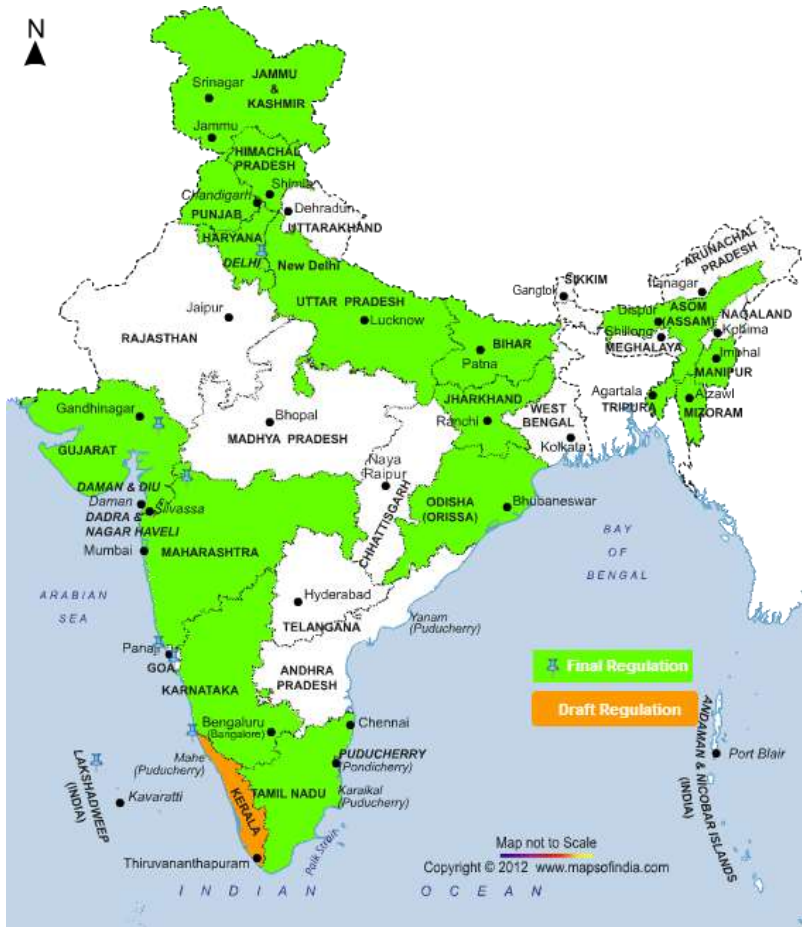 N
JAMMU
&
KASHMIR
Srinagar
Jammu
HIMACHAL
PRADESH
Shimla
Chandigarh
PUNJAB
Dehradun
UTTARAKHAND
HARYANA
DELHI
New Delhi
ARUNACHAL
PRADESH
SIKKIM
Gangtok
Itanagar
UTTAR PRADESH
Lucknow
Jaipur
RAJASTHAN
Dispur
ASOM
(ASSAM)
NAGALAND
Kohima
Shillong
MEGHALAYA
Imphal
MANIPUR
BIHAR
Patna
Agartala
TRIPURA
Aizawl
MIZORAM
JHARKHAND
Ranchi
WEST
BENGAL
Kolkata
Gandhinagar
GUJARAT
Bhopal
MADHYA PRADESH
Naya
Raipur
CHHATTISGARH
DAMAN & DIU
Daman
Silvassa
DADRA &
NAGAR HAVELI
ODISHA
(ORISSA)
Bhubaneswar
Mumbai
MAHARASHTRA
BAY
OF
BENGAL
ARABIAN
SEA
Hyderabad
TELANGANA
Yanam
(Puducherry)
Panaji
GOA
KARNATAKA
ANDHRA
PRADESH
Final Regulation
Draft Regulation
Bengaluru
(Bangalore)
Chennai
Mahe
(Puducherry)
PUDUCHERRY
(Pondicherry)
Karaikal
(Puducherry)
TAMIL NADU
KERALA
LAKSHADWEEP
(INDIA)
Kavaratti
ANDAMAN & NICOBAR ISLANDS
(INDIA)
Port Blair
Thiruvananthapuram
Palk Strait
Map not to Scale
Copyright © 2012 www.mapsofindia.com
INDIAN OCEAN